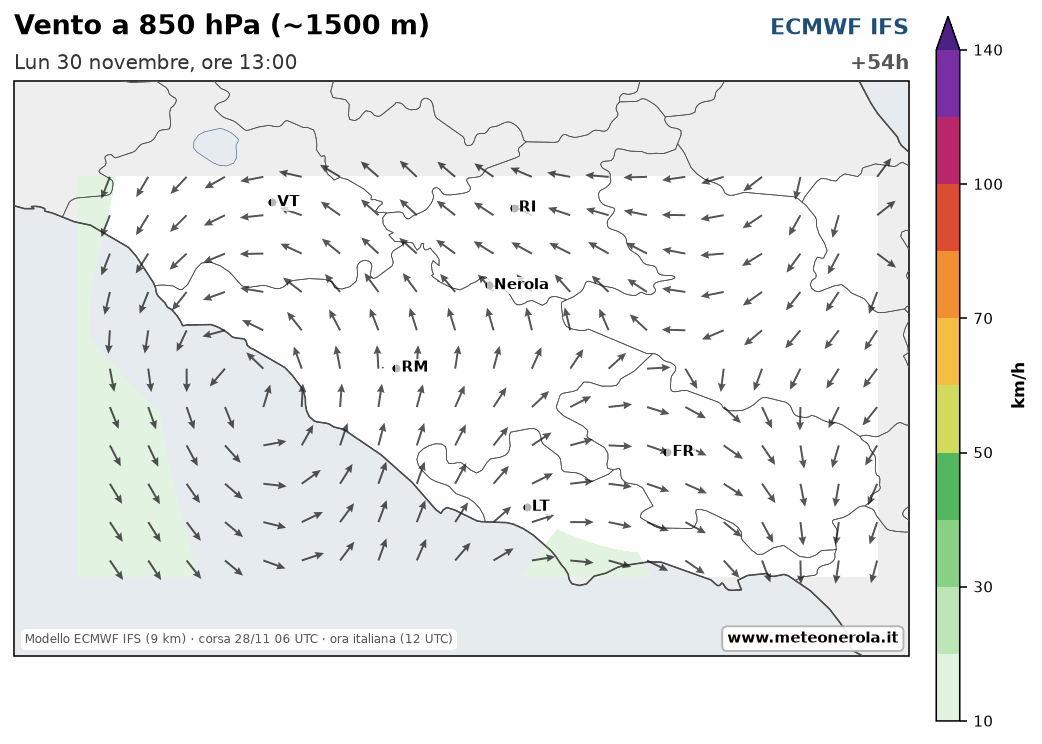 Vento a 850 hPa (~1500 m)
ECMWF IFS
Lun 30 novembre, ore 13:00
+54h
VT
RI
Nerola
RM
FR
LT
140
100
70
50
30
10
km/h
Modello ECMWF IFS (9 km) · corsa 28/11 06 UTC · ora italiana (12 UTC)
www.meteonerola.it